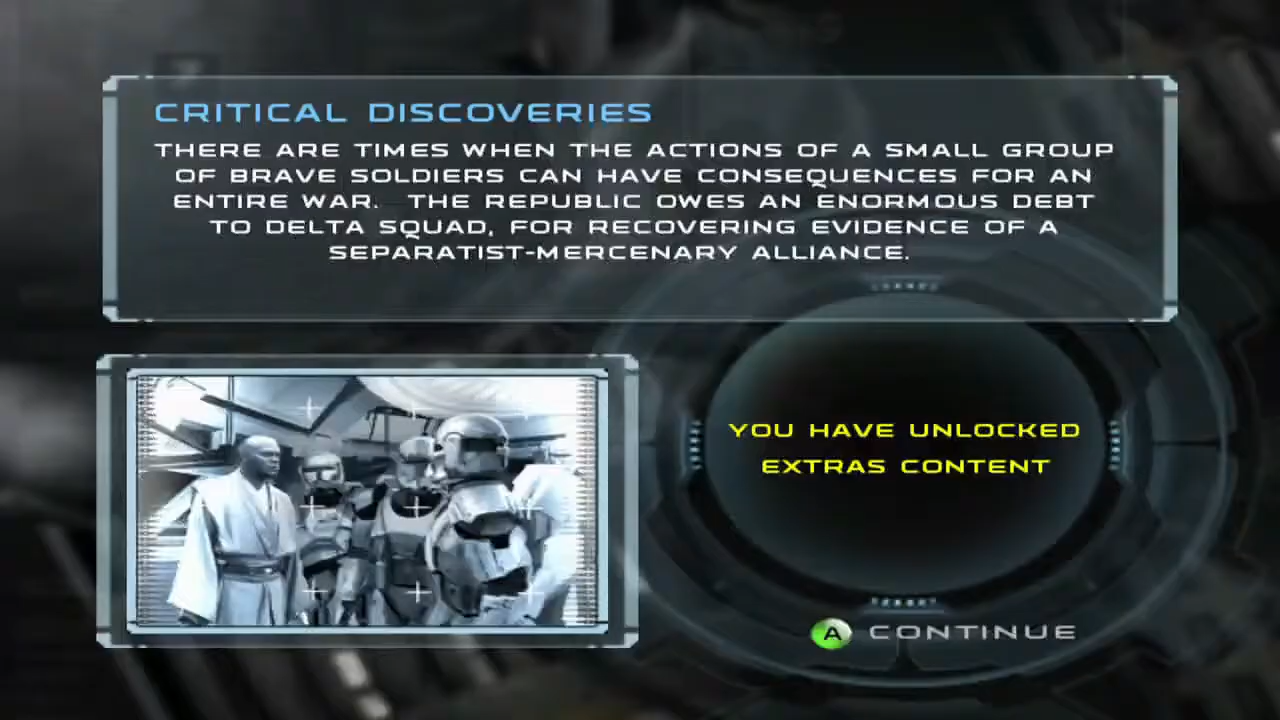 CRITICAL DISCOVERIES
THERE ARE TIMES WHEN THE ACTIONS OF A SMALL GROUP
OF BRAVE SOLDIERS CAN HAVE CONSEQUENCES FOR AN
ENTIRE WAR. THE REPUBLIC OWES AN ENORMOUS DEBT
TO DELTA SQUAD, FOR RECOVERING EVIDENCE OF A
SEPARATIST-MERCENARY ALLIANCE.
YOU HAVE UNLOCKED
EXTRAS CONTENT
A CONTINUE